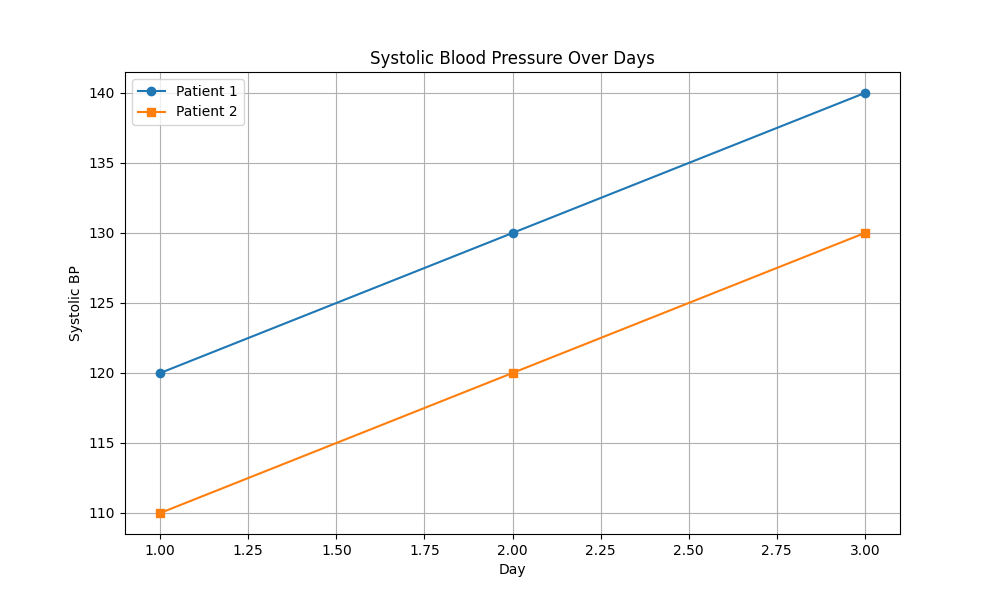 Systolic Blood Pressure Over Days
Patient 1
Patient 2
140
135
130
125
120
115
110
Systolic BP
1.00 1.25 1.50 1.75 2.00 2.25 2.50 2.75 3.00
Day